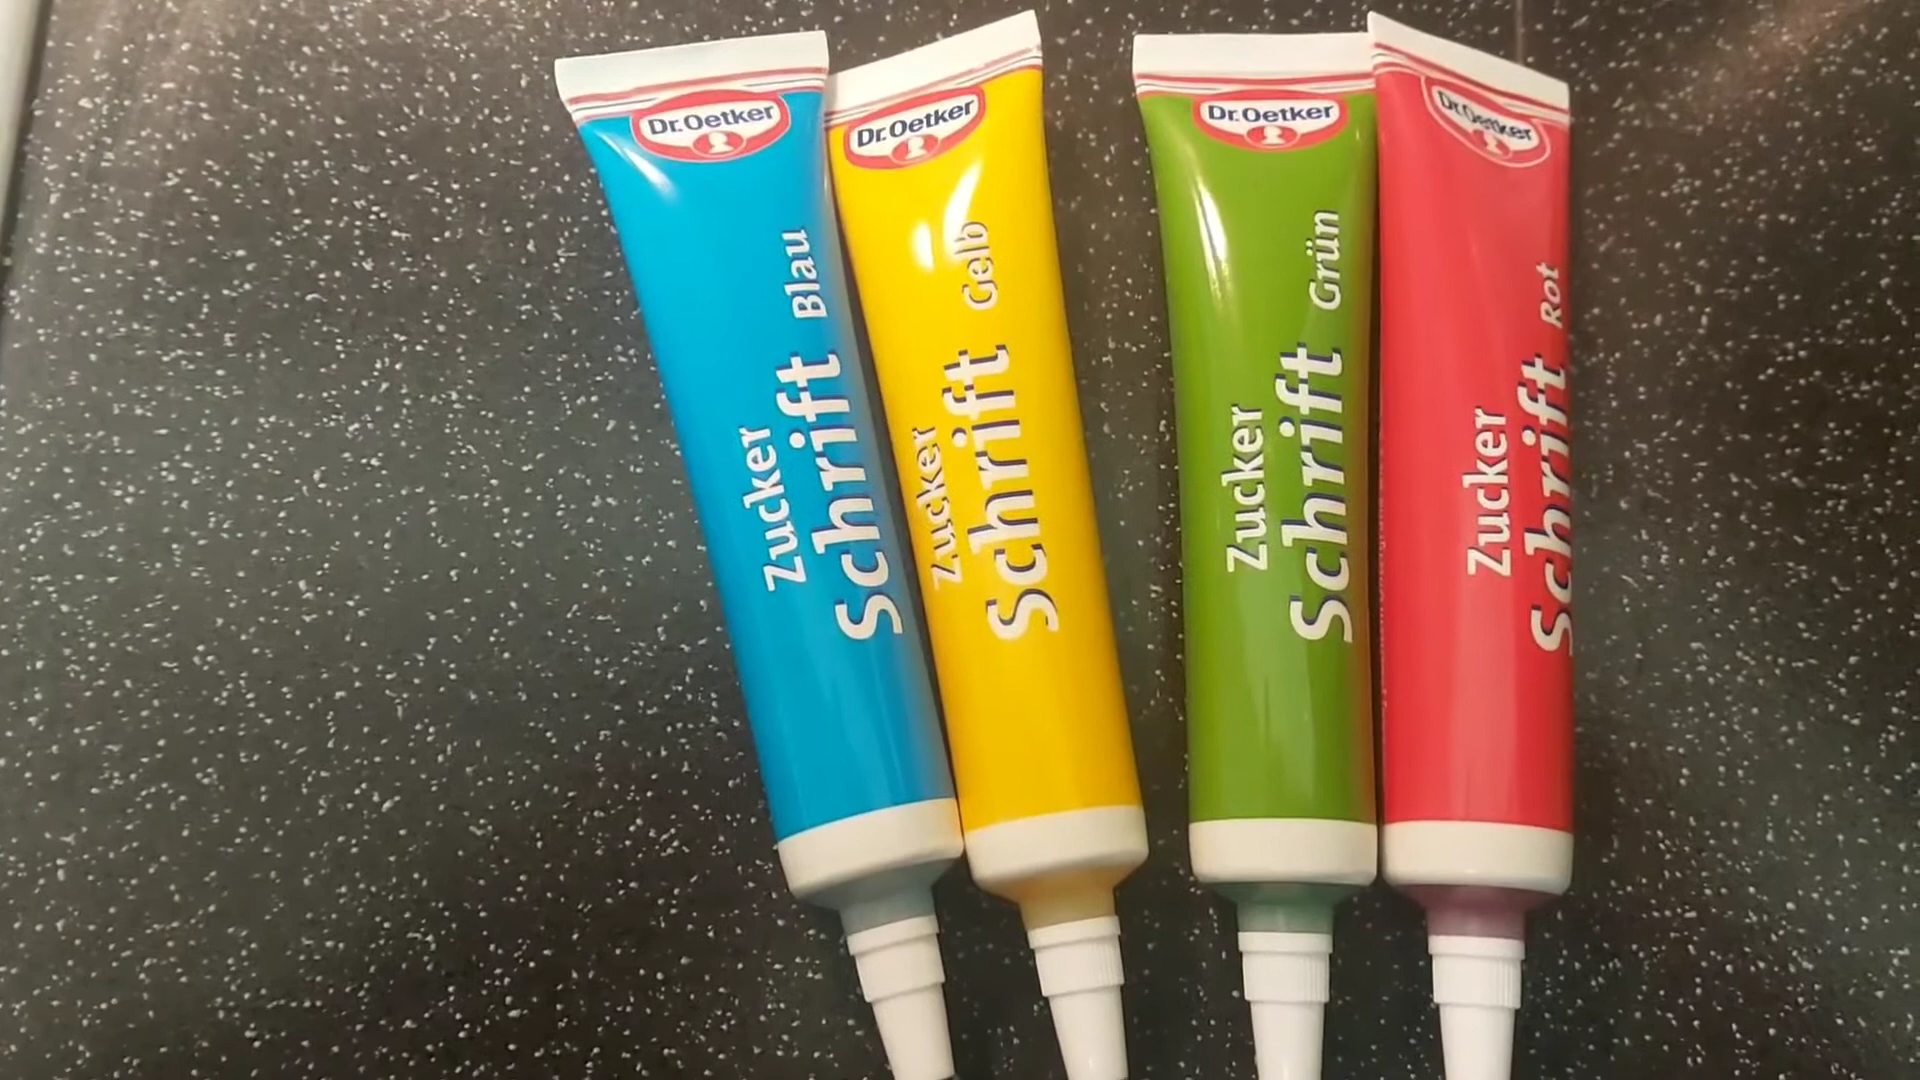 Dr. Oetker
Zucker
Schrift Blau
Dr. Oetker
Zucker
Schrift Gelb
Dr. Oetker
Zucker
Schrift Grün
Dr. Oetker
Zucker
Schrift Rot